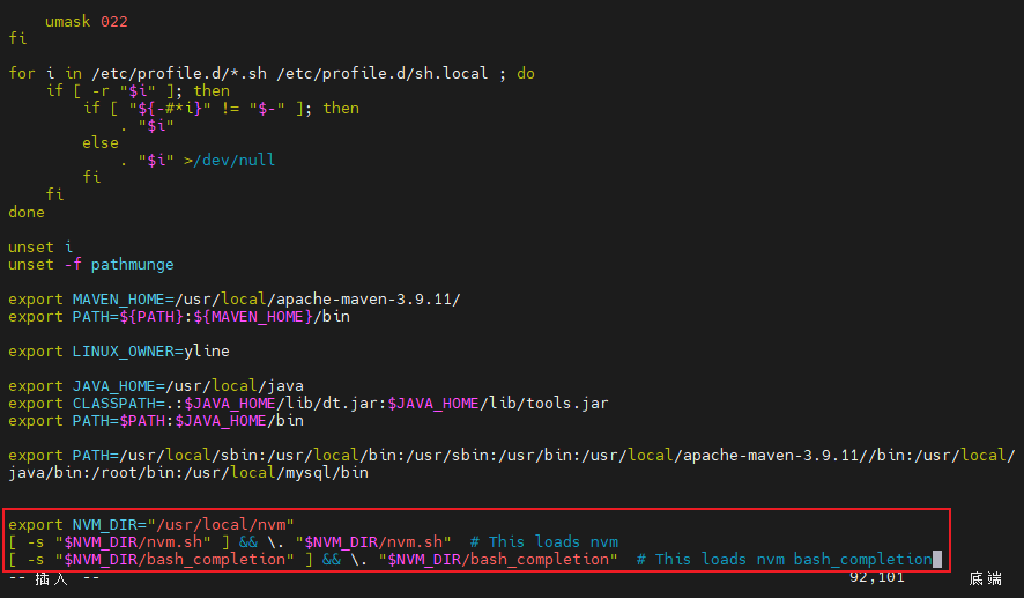 umask 022
fi

for i in /etc/profile.d/*.sh /etc/profile.d/sh.local ; do
    if [ -r "$i" ]; then
        if [ "${-#*i}" != "$-" ]; then
            . "$i"
        else
            . "$i" >/dev/null
        fi
    fi
done

unset i
unset -f pathmunge

export MAVEN_HOME=/usr/local/apache-maven-3.9.11/
export PATH=${PATH}:${MAVEN_HOME}/bin

export LINUX_OWNER=yline

export JAVA_HOME=/usr/local/java
export CLASSPATH=.:$JAVA_HOME/lib/dt.jar:$JAVA_HOME/lib/tools.jar
export PATH=$PATH:$JAVA_HOME/bin

export PATH=/usr/local/sbin:/usr/local/bin:/usr/sbin:/usr/bin:/usr/local/apache-maven-3.9.11//bin:/usr/local/
java/bin:/root/bin:/usr/local/mysql/bin


export NVM_DIR="/usr/local/nvm"
[ -s "$NVM_DIR/nvm.sh" ] && \. "$NVM_DIR/nvm.sh"  # This loads nvm
[ -s "$NVM_DIR/bash_completion" ] && \. "$NVM_DIR/bash_completion"  # This loads nvm bash_completion
-- 插入 -- 92,101 底端